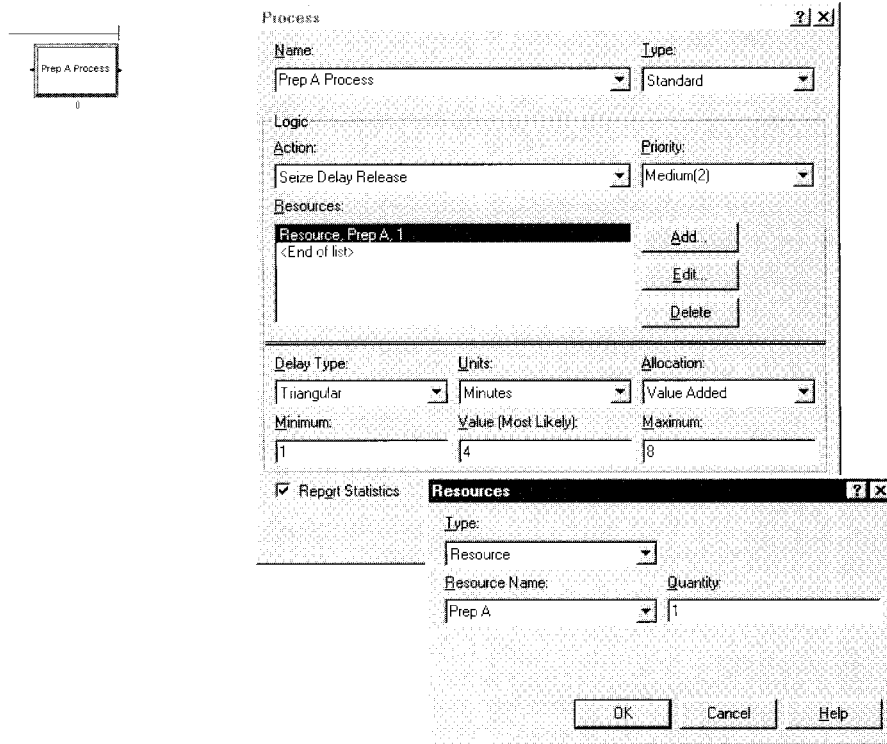 Prep A Process
0
Process
? X
Name: Type:
Prep A Process Standard
Logic
Action: Priority:
Seize Delay Release Medium(2)
Resources:
Resource, Prep A, 1
<End of list>
Add...
Edit...
Delete
Delay Type: Units: Allocation:
Triangular Minutes Value Added
Minimum: Value (Most Likely): Maximum:
1 4 8
Report Statistics
Resources
? X
Type:
Resource
Resource Name: Quantity:
Prep A 1
OK Cancel Help